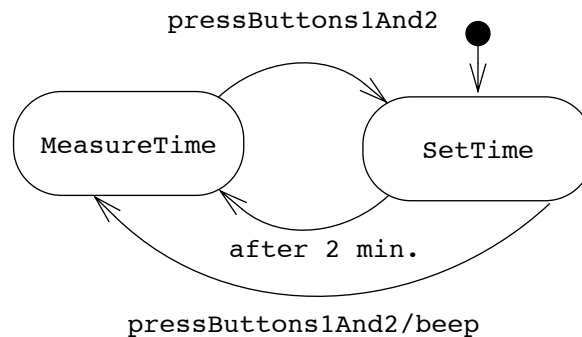 pressButtons1And2
MeasureTime
SetTime
after 2 min.
pressButtons1And2/beep